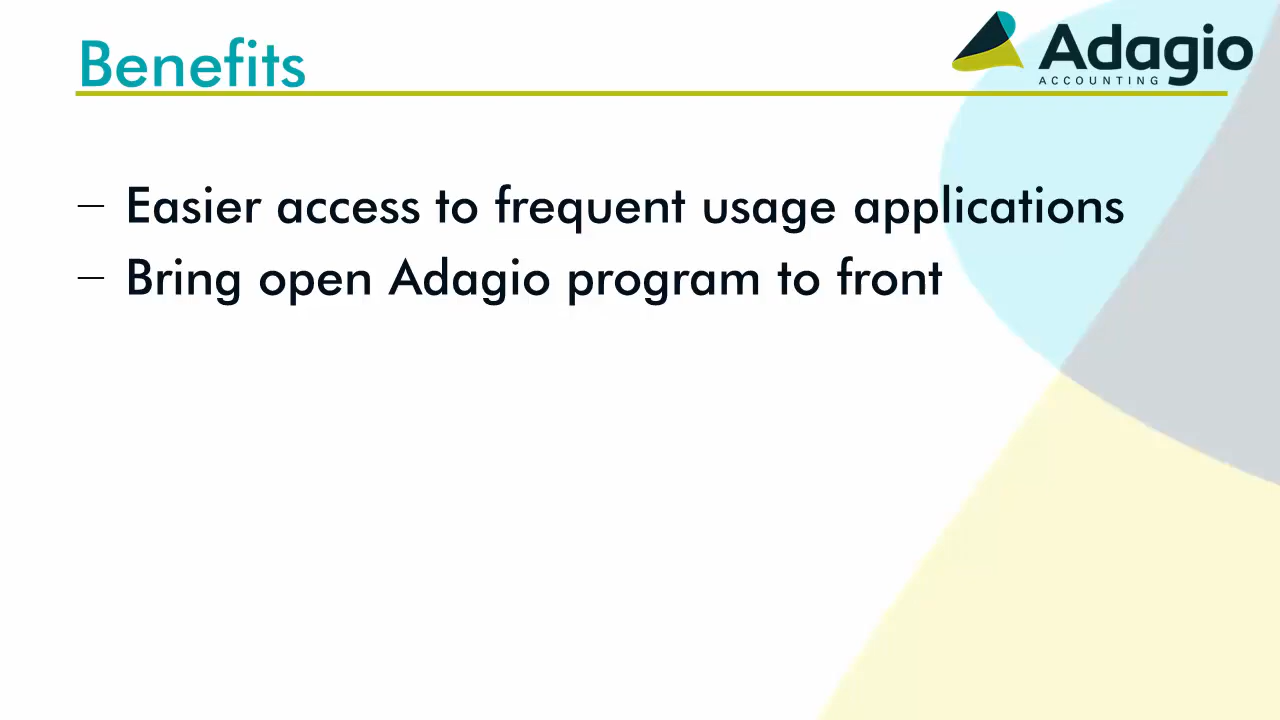 Benefits
Adagio
ACCOUNTING
— Easier access to frequent usage applications
— Bring open Adagio program to front